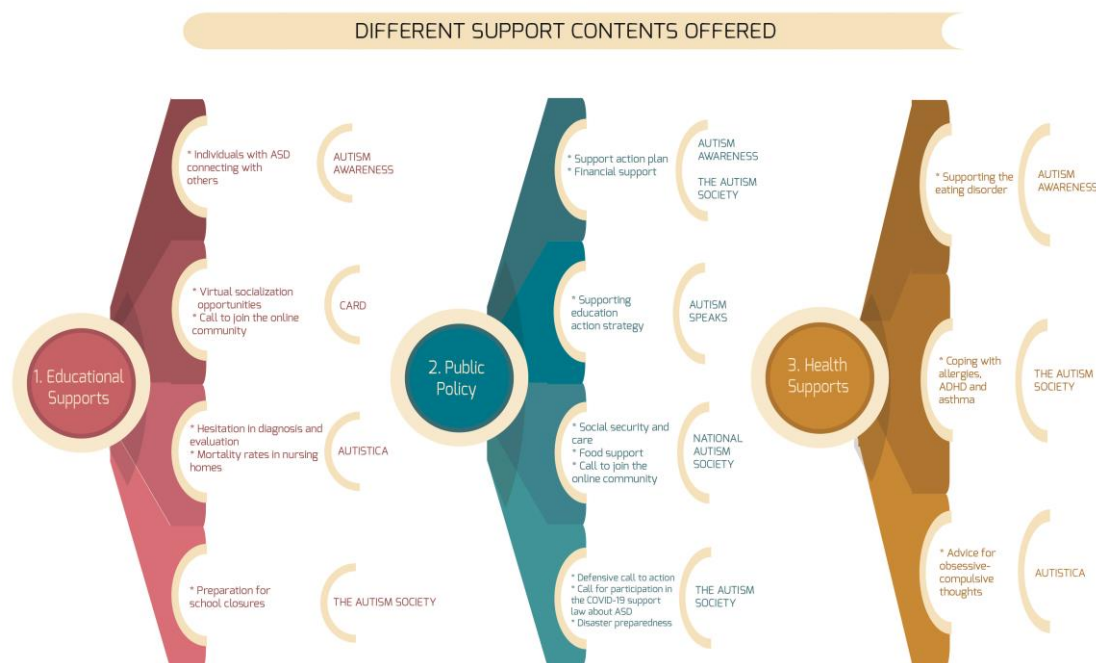 DIFFERENT SUPPORT CONTENTS OFFERED
1. Educational
Supports
* Individuals with ASD
connecting with
others
AUTISM
AWARENESS
* Virtual socialization
opportunities
* Call to join the online
community
CARD
* Hesitation in diagnosis and
evaluation
* Mortality rates in nursing
homes
AUTISTICA
* Preparation for
school closures
THE AUTISM SOCIETY
2. Public
Policy
* Support action plan
* Financial support
AUTISM
AWARENESS
THE AUTISM
SOCIETY
* Supporting
education
action strategy
AUTISM
SPEAKS
* Social security and
care
* Food support
* Call to join the
online community
NATIONAL
AUTISM
SOCIETY
* Defensive call to action
* Call for participation in
the COVID-19 support
law about ASD
* Disaster preparedness
THE AUTISM
SOCIETY
3. Health
Supports
* Supporting the
eating disorder
AUTISM
AWARENESS
* Coping with
allergies,
ADHD and
asthma
THE AUTISM
SOCIETY
* Advice for
obsessive-
compulsive
thoughts
AUTISTICA